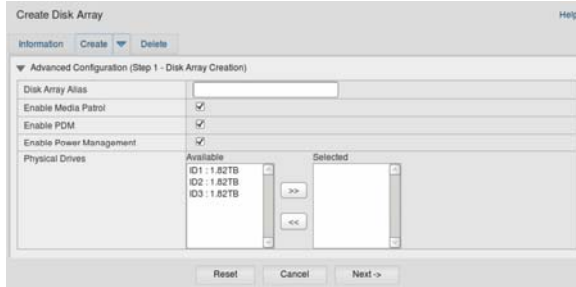 Create Disk Array
Help
Information Create Delete
Advanced Configuration (Step 1 - Disk Array Creation)
Disk Array Alias
Enable Media Patrol
Enable PDM
Enable Power Management
Physical Drives
Available Selected
ID1 : 1.82TB
ID2 : 1.82TB
ID3 : 1.82TB
>>
<<
Reset Cancel Next ->